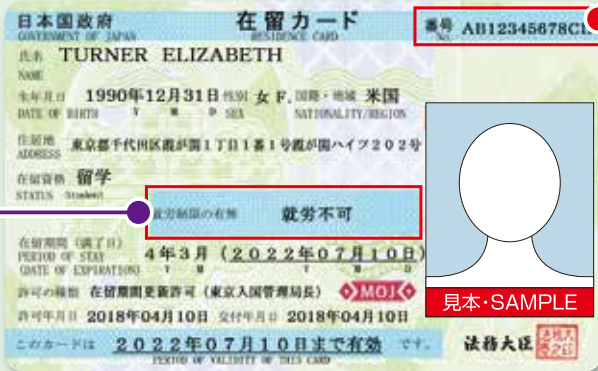 日本国政府 在留カード 番号 AB12345678C
GOVERNMENT OF JAPAN RESIDENCE CARD No.
氏名 TURNER ELIZABETH
NAME
生年月日 1990年12月31日 性別 女 F. 国籍・地域 米国
DATE OF BIRTH Y M D SEX NATIONALITY/REGION
住居地 東京都千代田区霞が関1丁目1番1号霞が関ハイツ202号
ADDRESS
在留資格 留学
STATUS Student
就労制限の有無 就労不可
在留期間(満了日) 4年3月(2022年07月10日)
PERIOD OF STAY
(DATE OF EXPIRATION) Y M Y M D
許可の種類 在留期間更新許可(東京入国管理局長) MOJ
見本・SAMPLE
許可年月日 2018年04月10日 交付年月日 2018年04月10日
このカードは 2022年07月10日まで有効 です。 法務大臣
PERIOD OF VALIDITY OF THIS CARD